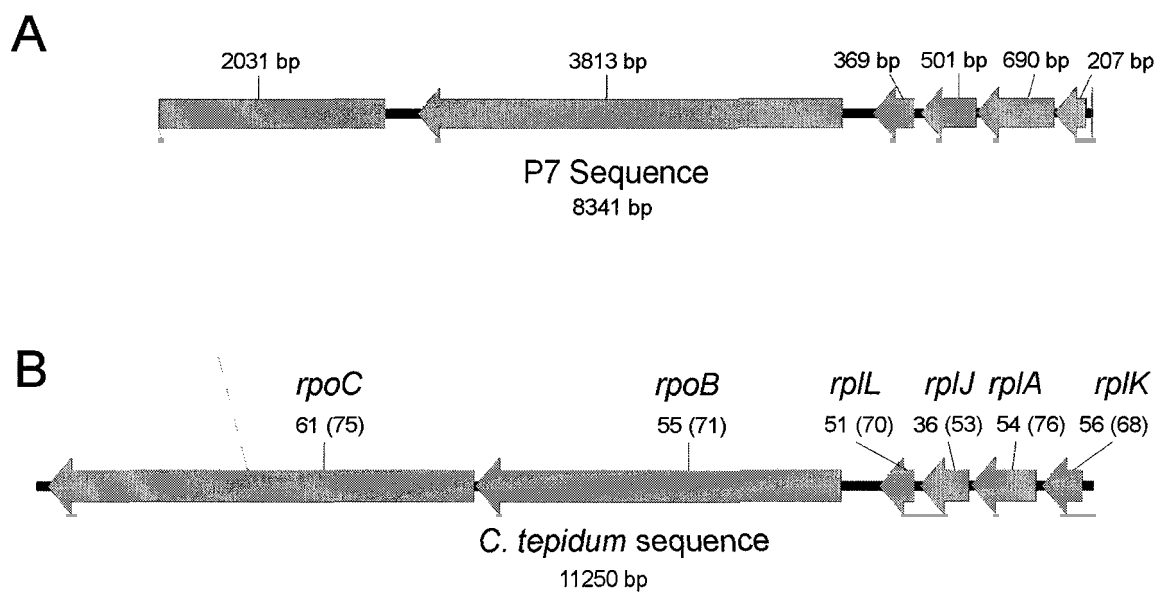 A
2031 bp 3813 bp 369 bp 501 bp 690 bp 207 bp
P7 Sequence
8341 bp
B
rpoC rpoB rplL rplJ rplA rplK
61 (75) 55 (71) 51 (70) 36 (53) 54 (76) 56 (68)
C. tepidum sequence
11250 bp